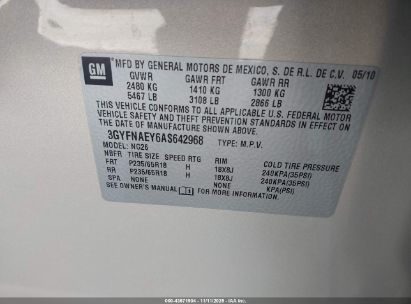 GM
MFD BY GENERAL MOTORS DE MEXICO, S. DE R.L. DE C.V. 05/10
GVWR GAWR FRT GAWR RR
2480 KG 1410 KG 1300 KG
5467 LB 3108 LB 2866 LB
THIS VEHICLE CONFORMS TO ALL APPLICABLE U.S. FEDERAL MOTOR
VEHICLE SAFETY AND THEFT PREVENTION STANDARDS IN EFFECT ON
THE DATE OF MANUFACTURE SHOWN ABOVE.
3GYFNAEY6AS642968 TYPE: M.P.V.
MODEL: NG26
NBFR TIRE SIZE SPEED RTG RIM COLD TIRE PRESSURE
FRT P235/65R18 H 18X8J 240KPA(35PSI)
RR P235/65R18 H 18X8J 240KPA(35PSI)
SPA NONE NONE KPA(PSI)
SEE OWNER'S MANUAL FOR MORE INFORMATION.